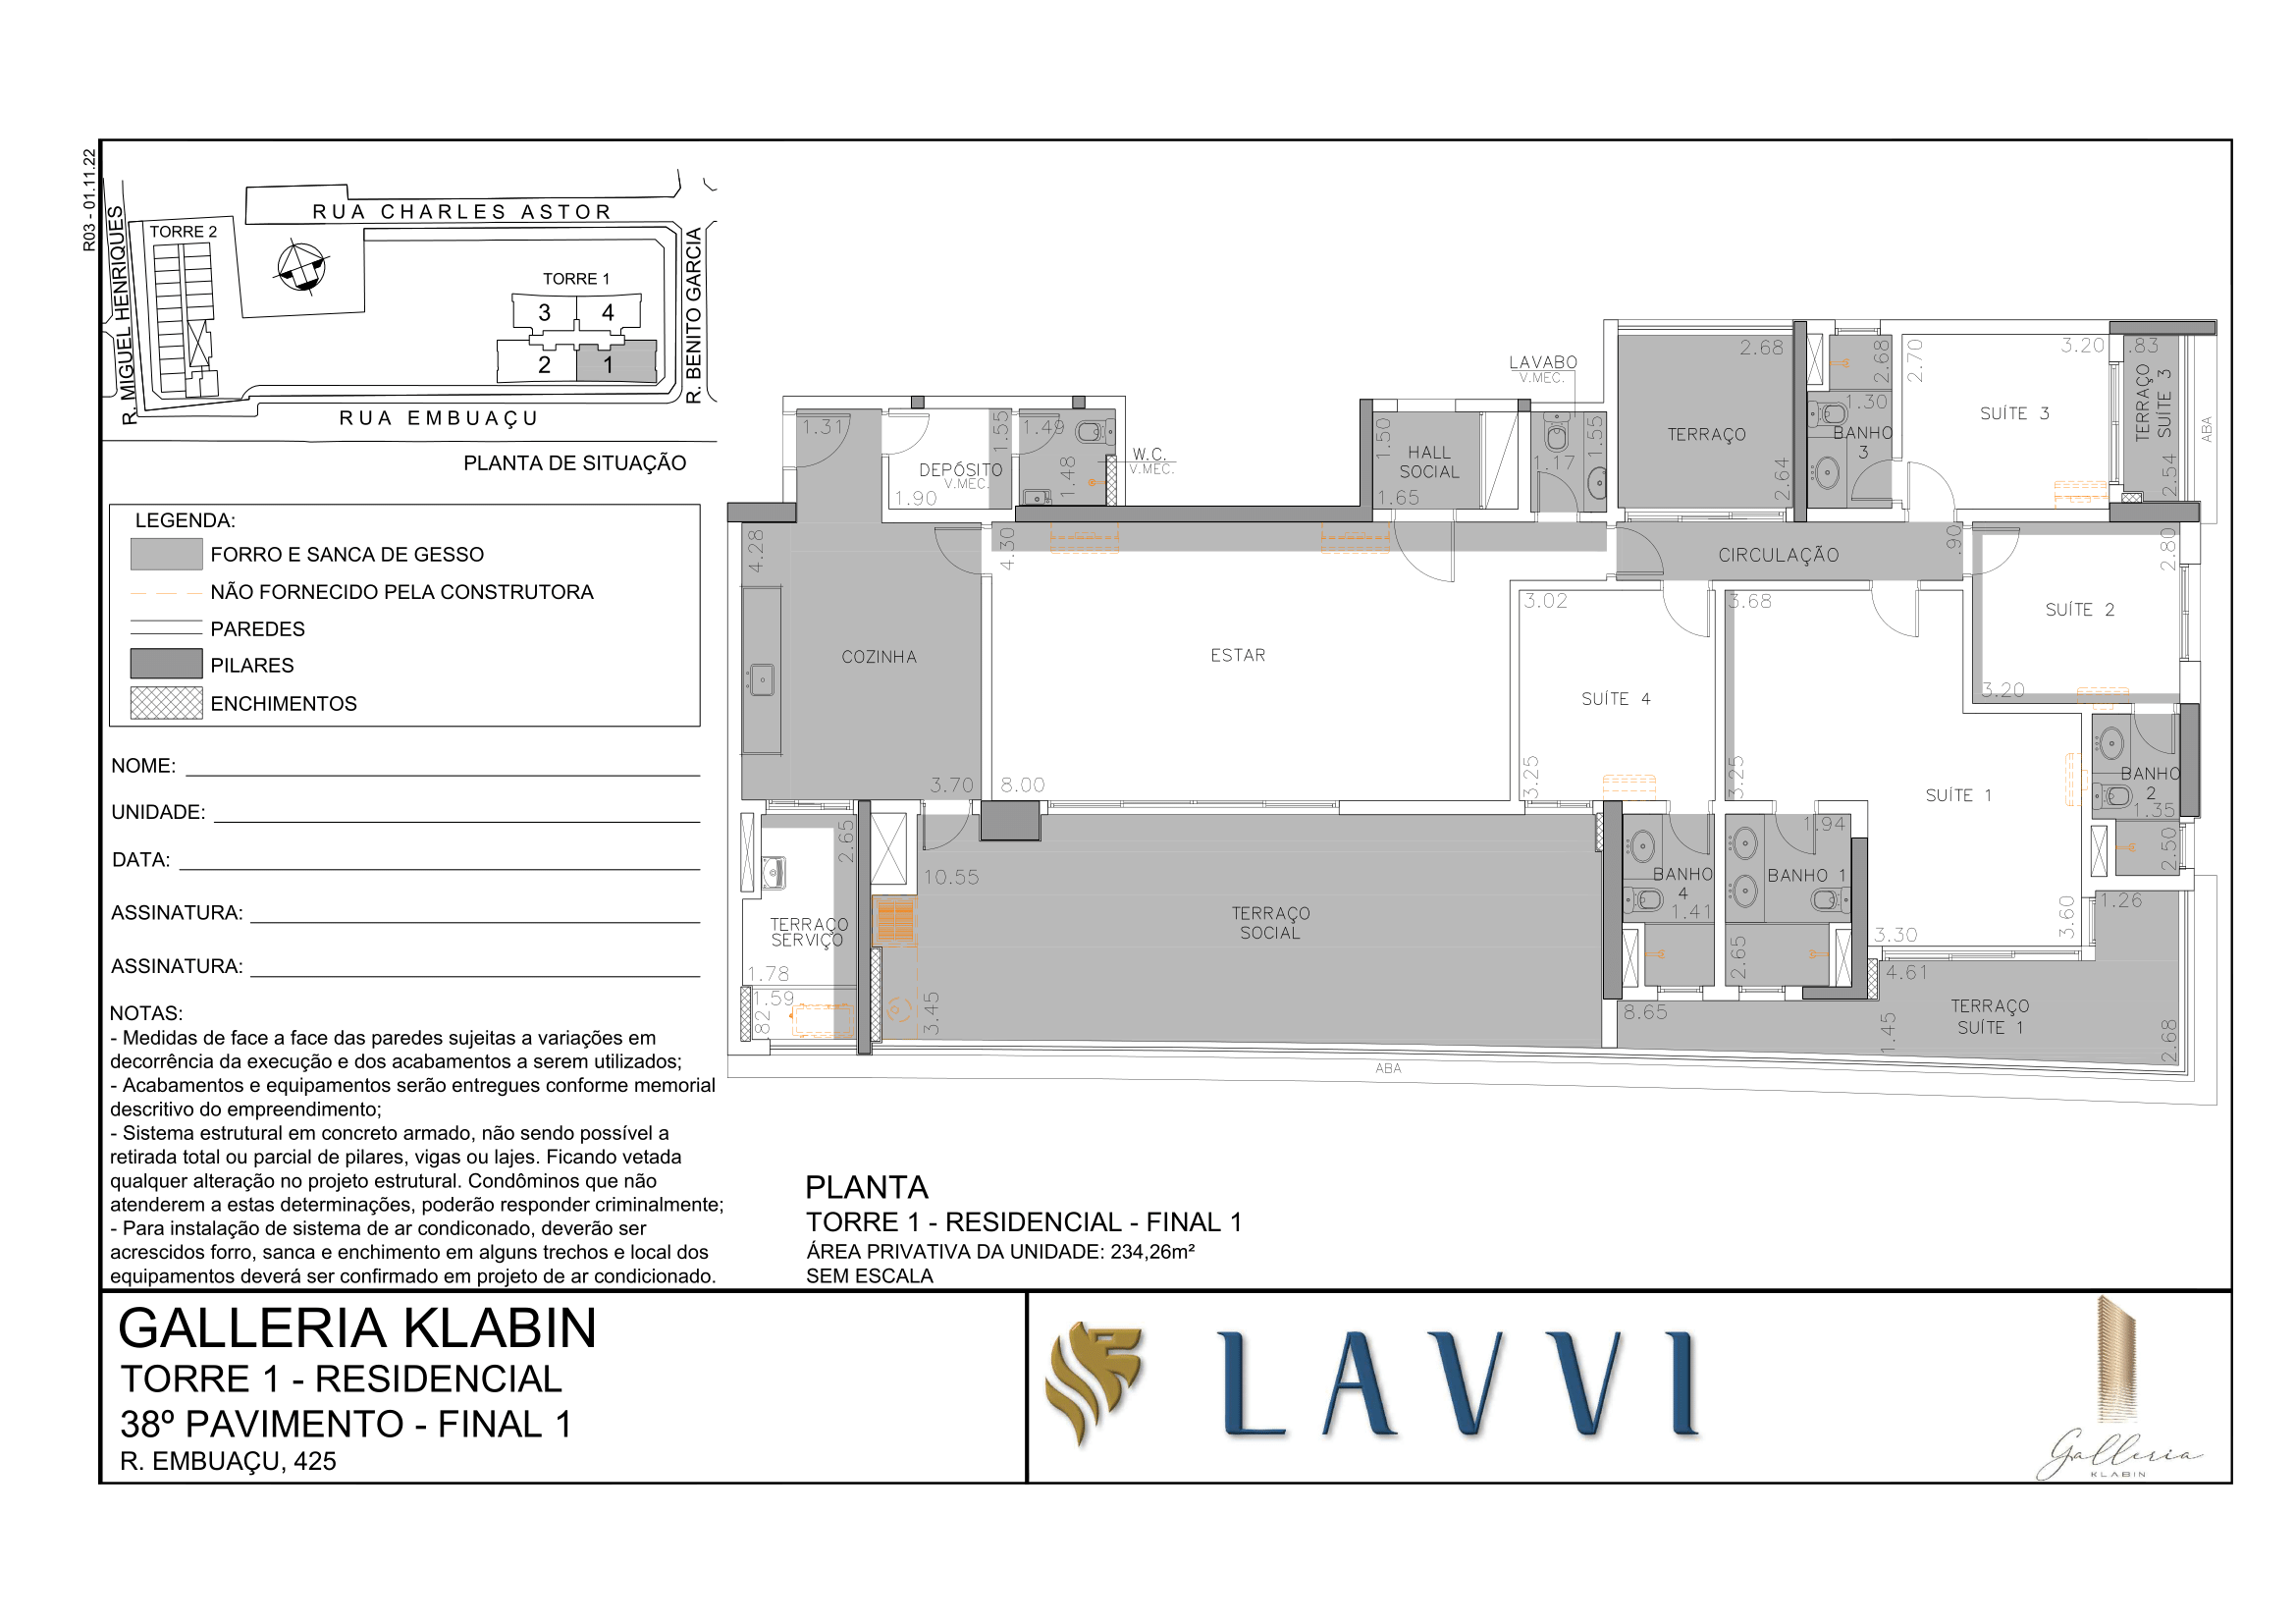 R03 - 01.11.22
RUA CHARLES ASTOR
R. MIGUEL HENRIQUES
TORRE 2
R. BENITO GARCIA
TORRE 1
3
4
2
1
RUA EMBUAÇU
PLANTA DE SITUAÇÃO
LEGENDA:
FORRO E SANCA DE GESSO
NÃO FORNECIDO PELA CONSTRUTORA
PAREDES
PILARES
ENCHIMENTOS
NOME:
UNIDADE:
DATA:
ASSINATURA:
ASSINATURA:
NOTAS:
- Medidas de face a face das paredes sujeitas a variações em
decorrência da execução e dos acabamentos a serem utilizados;
- Acabamentos e equipamentos serão entregues conforme memorial
descritivo do empreendimento;
- Sistema estrutural em concreto armado, não sendo possível a
retirada total ou parcial de pilares, vigas ou lajes. Ficando vetada
qualquer alteração no projeto estrutural. Condôminos que não
atenderem a estas determinações, poderão responder criminalmente;
- Para instalação de sistema de ar condiconado, deverão ser
acrescidos forro, sanca e enchimento em alguns trechos e local dos
equipamentos deverá ser confirmado em projeto de ar condicionado.
2.68
TERRAÇO
2.64
2.68
1.30
BANHO
3
2.70
3.20
SUÍTE 3
.83
TERRAÇO
SUÍTE 3
2.54
ABA
LAVABO
V.MEC.
1.55
1.17
1.50
HALL
SOCIAL
1.65
1.31
DEPÓSITO
V.MEC.
1.55
1.90
1.49
1.48
W.C.
V.MEC.
4.28
COZINHA
3.70
4.30
ESTAR
8.00
CIRCULAÇÃO
.90
2.80
SUÍTE 2
3.20
3.02
SUÍTE 4
3.25
3.68
3.25
SUÍTE 1
3.30
3.60
BANHO
2
1.35
2.50
2.65
TERRAÇO
SERVIÇO
1.78
1.59
.82
10.55
TERRAÇO
SOCIAL
3.45
BANHO
4
1.41
1.94
BANHO 1
2.65
1.26
4.61
8.65
TERRAÇO
SUÍTE 1
1.45
2.68
ABA
PLANTA
TORRE 1 - RESIDENCIAL - FINAL 1
ÁREA PRIVATIVA DA UNIDADE: 234,26m²
SEM ESCALA
GALLERIA KLABIN
TORRE 1 - RESIDENCIAL
38º PAVIMENTO - FINAL 1
R. EMBUAÇU, 425
LAVVI
Galleria
KLABIN